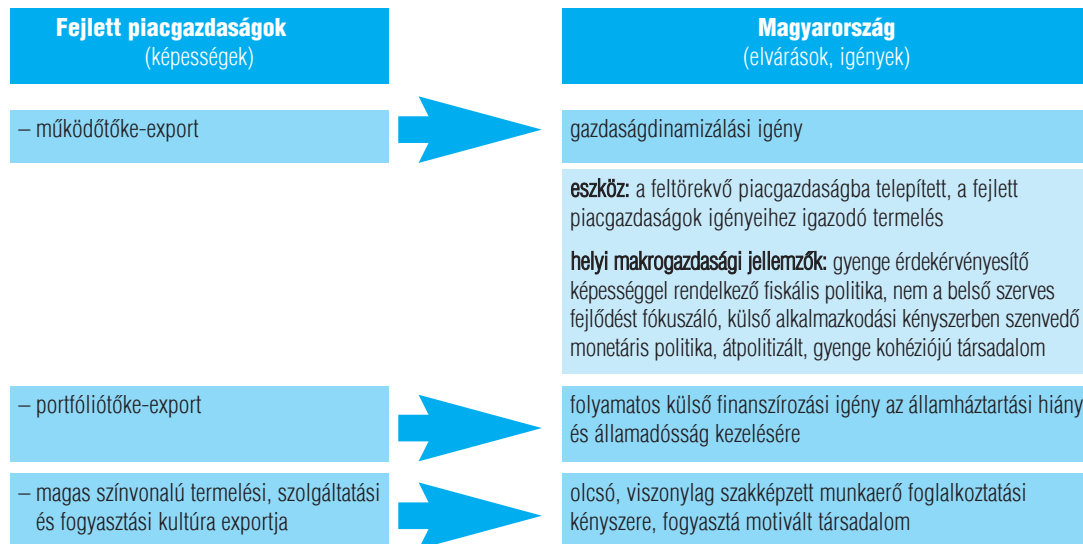 Fejlett piacgazdaságok
(képességek)
Magyarország
(elvárások, igények)
– működőtőke-export
gazdaságdinamizálási igény
eszköz: a feltörekvő piacgazdaságba telepített, a fejlett
piacgazdaságok igényeihez igazodó termelés
helyi makrogazdasági jellemzők: gyenge érdekérvényesítő
képességgel rendelkező fiskális politika, nem a belső szerves
fejlődést fókuszáló, külső alkalmazkodási kényszerben szenvedő
monetáris politika, átpolitizált, gyenge kohéziójú társadalom
– portfóliótőke-export
folyamatos külső finanszírozási igény az államháztartási hiány
és államadósság kezelésére
– magas színvonalú termelési, szolgáltatási
és fogyasztási kultúra exportja
olcsó, viszonylag szakképzett munkaerő foglalkoztatási
kényszere, fogyasztá motivált társadalom